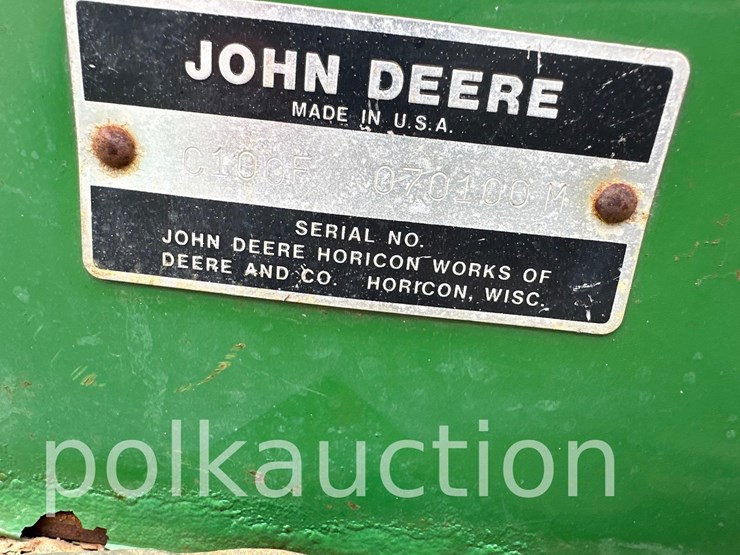 JOHN DEERE
MADE IN U.S.A.
070100 M
SERIAL NO.
JOHN DEERE HORICON WORKS OF
DEERE AND CO. HORICON, WISC.
polkauction